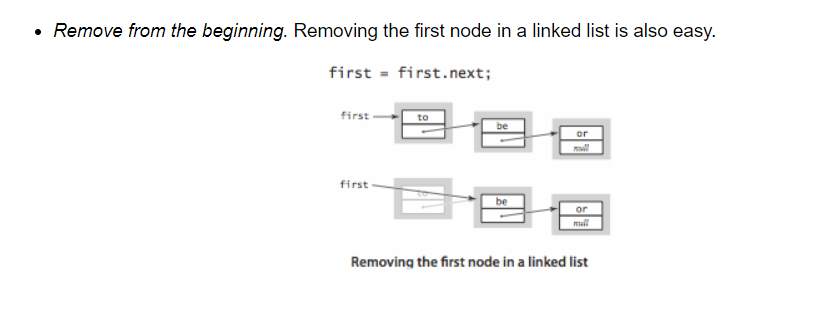 • Remove from the beginning. Removing the first node in a linked list is also easy.
first = first.next;
first
to
be
or
null
first
to
be
or
null
Removing the first node in a linked list